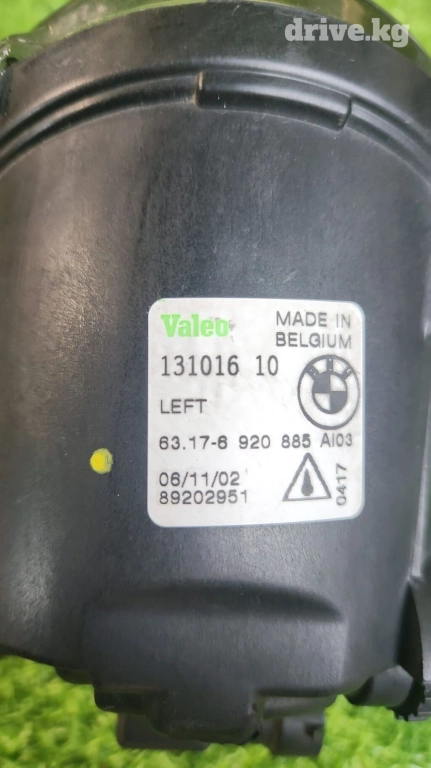 drive.kg
Valeo
MADE IN
BELGIUM
131016 10
LEFT
63.17-6 920 885 AI03
06/11/02
89202951
0417